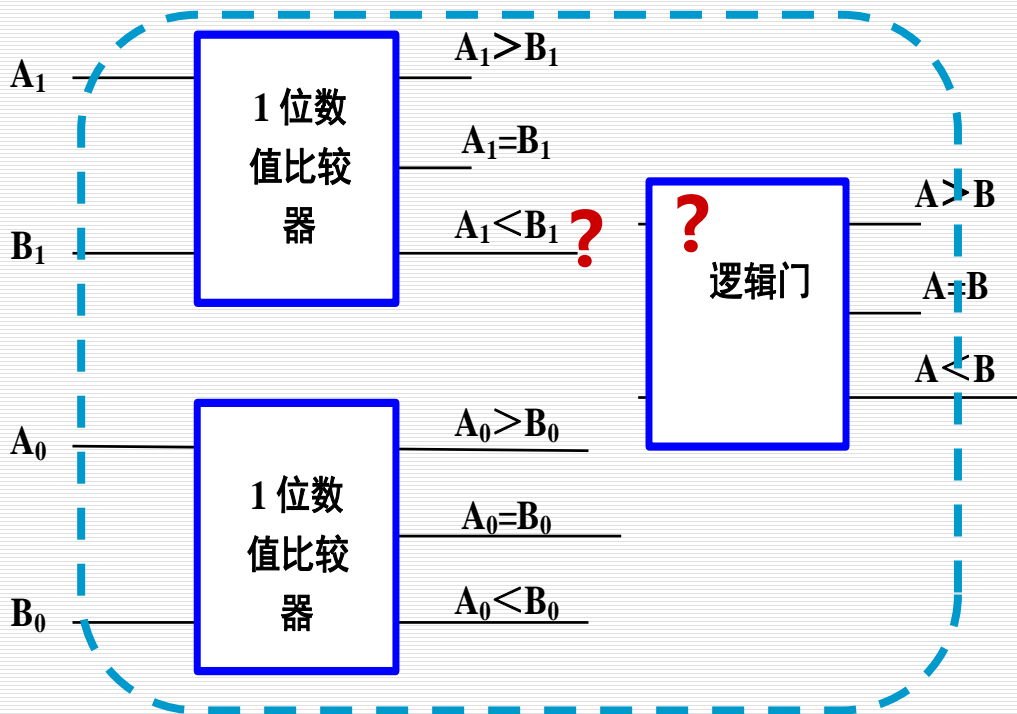 A₁
B₁
1 位数
值比较
器
A₁>B₁
A₁=B₁
A₁<B₁
?
?
逻辑门
A>B
A=B
A<B
A₀
B₀
1 位数
值比较
器
A₀>B₀
A₀=B₀
A₀<B₀